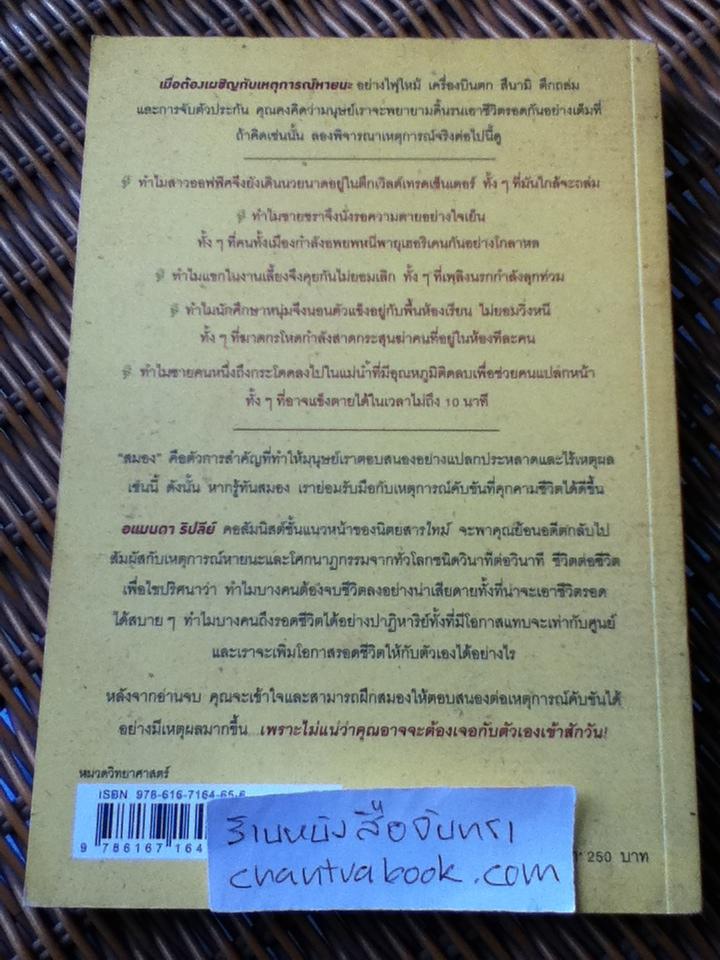 เมื่อต้องเผชิญกับเหตุการณ์หายนะ อย่างไฟไหม้ เครื่องบินตก สึนามิ ตึกถล่ม
และการจับตัวประกัน คุณคงคิดว่ามนุษย์เราจะพยายามดิ้นรนเอาชีวิตรอดกันอย่างเต็มที่
ถ้าคิดเช่นนั้น ลองพิจารณาเหตุการณ์จริงต่อไปนี้ดู
ทำไมสาวออฟฟิศจึงยังเดินนวยนาดอยู่ในตึกเวิลด์เทรดเซ็นเตอร์ ทั้ง ๆ ที่มันใกล้จะถล่ม
ทำไมชายชราจึงนั่งรอความตายอย่างใจเย็น
ทั้ง ๆ ที่คนทั้งเมืองกำลังอพยพหนีพายุเฮอริเคนกันอย่างโกลาหล
ทำไมแขกในงานเลี้ยงจึงคุยกันไม่ยอมเลิก ทั้ง ๆ ที่เพลิงนรกกำลังลุกท่วม
ทำไมนักศึกษาหนุ่มจึงนอนตัวแข็งอยู่กับพื้นห้องเรียน ไม่ยอมวิ่งหนี
ทั้ง ๆ ที่ฆาตกรโหดกำลังสาดกระสุนฆ่าคนที่อยู่ในห้องทีละคน
ทำไมชายคนหนึ่งถึงกระโดดลงไปในแม่น้ำที่มีอุณหภูมิติดลบเพื่อช่วยคนแปลกหน้า
ทั้ง ๆ ที่อาจแข็งตายได้ในเวลาไม่ถึง 10 นาที
"สมอง" คือตัวการสำคัญที่ทำให้มนุษย์เราตอบสนองอย่างแปลกประหลาดและไร้เหตุผล
เช่นนี้ ดังนั้น หากรู้ทันสมอง เราย่อมรับมือกับเหตุการณ์คับขันที่คุกคามชีวิตได้ดีขึ้น
อแมนดา ริปลีย์ คอลัมนิสต์ชั้นแนวหน้าของนิตยสารไทม์ จะพาคุณย้อนอดีตกลับไป
สัมผัสกับเหตุการณ์หายนะและโศกนาฏกรรมจากทั่วโลกชนิดวินาทีต่อวินาที ชีวิตต่อชีวิต
เพื่อไขปริศนาว่า ทำไมบางคนต้องจบชีวิตลงอย่างน่าเสียดายทั้งที่น่าจะเอาชีวิตรอด
ได้สบาย ๆ ทำไมบางคนถึงรอดชีวิตได้อย่างปาฏิหาริย์ทั้งที่มีโอกาสแทบจะเท่ากับศูนย์
และเราจะเพิ่มโอกาสรอดชีวิตให้กับตัวเองได้อย่างไร
หลังจากอ่านจบ คุณจะเข้าใจและสามารถฝึกสมองให้ตอบสนองต่อเหตุการณ์คับขันได้
อย่างมีเหตุผลมากขึ้น เพราะไม่แน่ว่าคุณอาจจะต้องเจอกับตัวเองเข้าสักวัน!
หมวดวิทยาศาสตร์
ISBN 978-616-7164-65-6
9 786167 164
250 บาท
ร้านหนังสือจันทรา
chantrabook.com